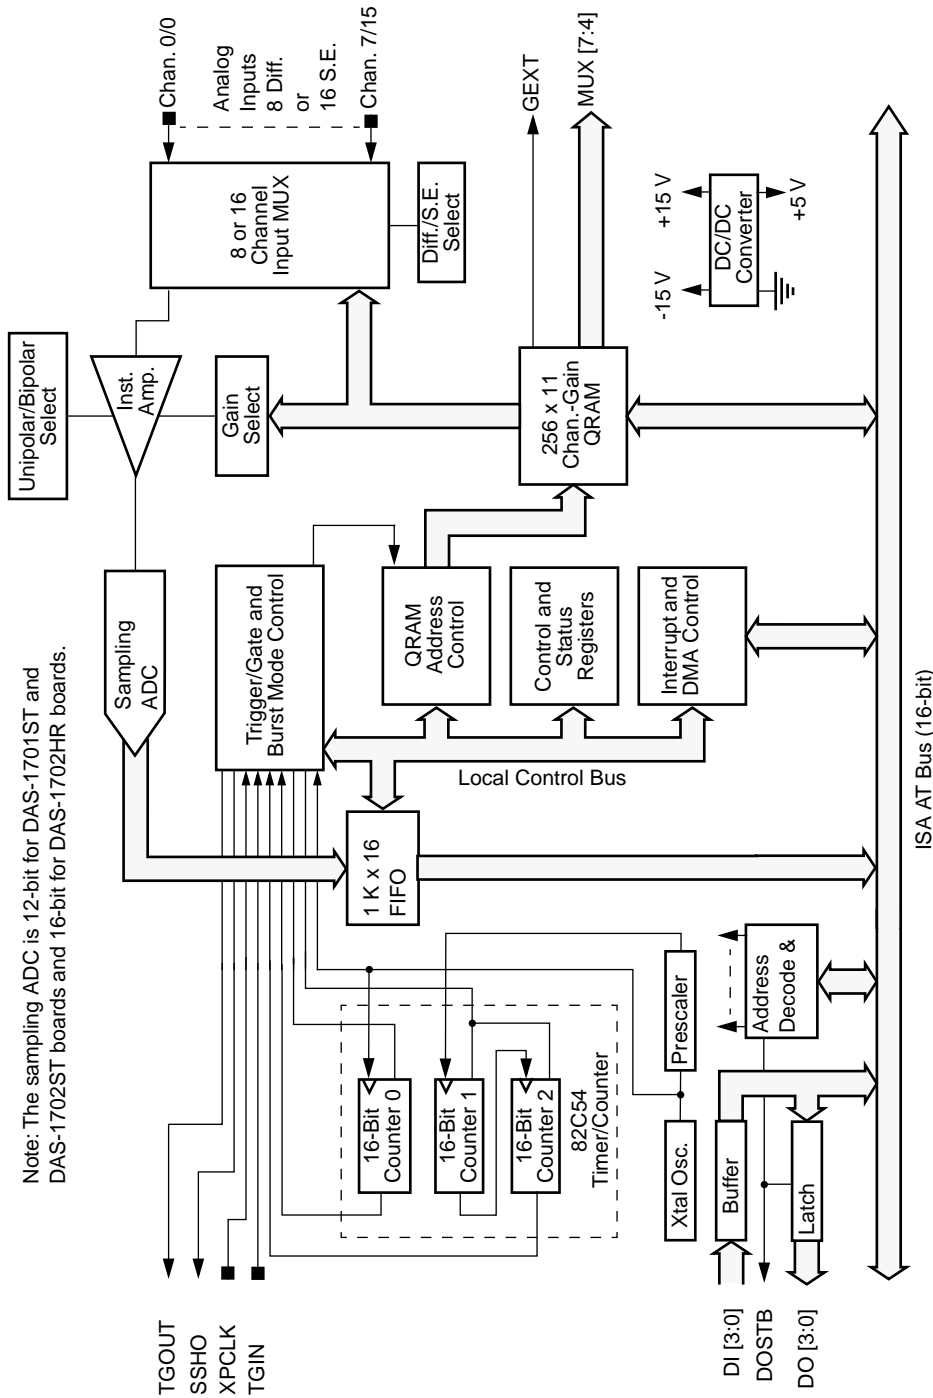 Note: The sampling ADC is 12-bit for DAS-1701ST and
DAS-1702ST boards and 16-bit for DAS-1702HR boards.
Unipolar/Bipolar
Select
Chan. 0/0
Analog
Inputs
8 Diff.
or
16 S.E.
Chan. 7/15
8 or 16
Channel
Input MUX
Diff./S.E.
Select
Inst.
Amp.
Gain
Select
Sampling
ADC
TGOUT
SSHO
XPCLK
TGIN
Trigger/Gate and
Burst Mode Control
QRAM
Address
Control
Control and
Status
Registers
Interrupt and
DMA Control
Local Control Bus
256 x 11
Chan.-Gain
QRAM
GEXT
MUX [7:4]
1 K x 16
FIFO
16-Bit
Counter 0
16-Bit
Counter 1
16-Bit
Counter 2
82C54
Timer/Counter
Xtal Osc.
Prescaler
-15 V
+15 V
DC/DC
Converter
+5 V
DI [3:0]
Buffer
Address
Decode &
DOSTB
DO [3:0]
Latch
ISA AT Bus (16-bit)